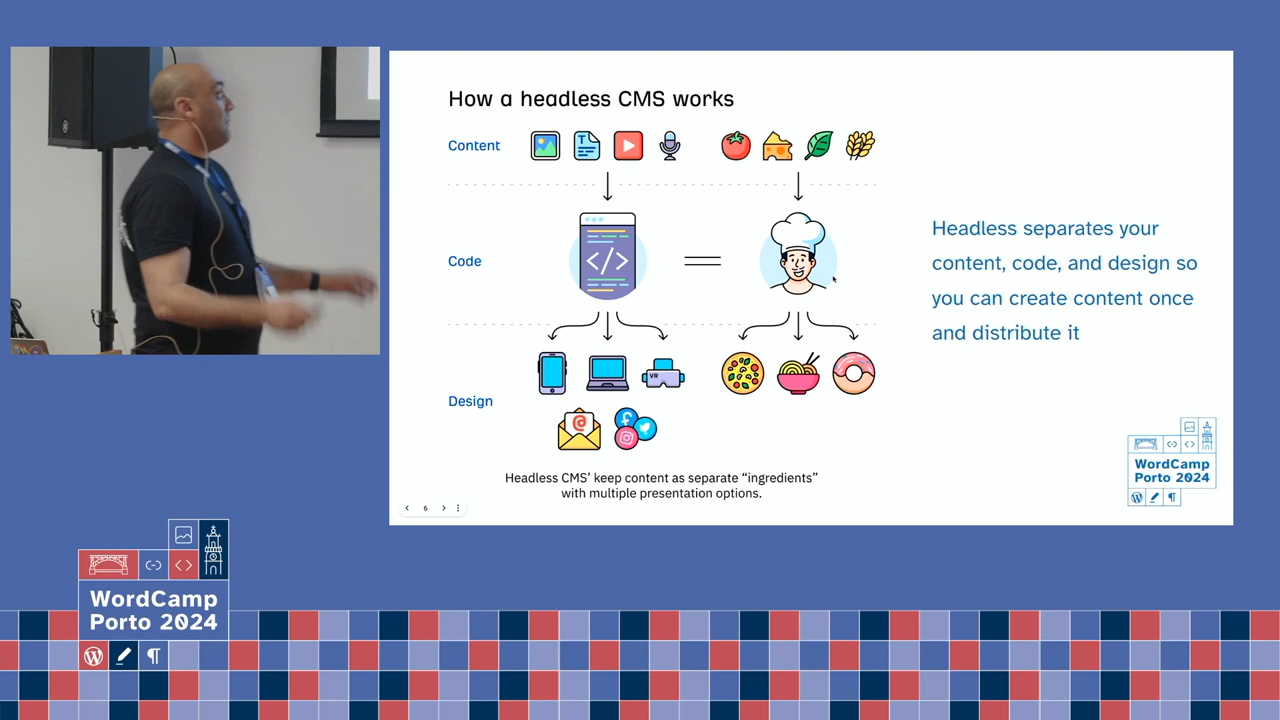 How a headless CMS works
Content
Code
Design
VR
Headless CMS’ keep content as separate “ingredients”
with multiple presentation options.
Headless separates your
content, code, and design so
you can create content once
and distribute it
WordCamp
Porto 2024
6
WordCamp
Porto 2024